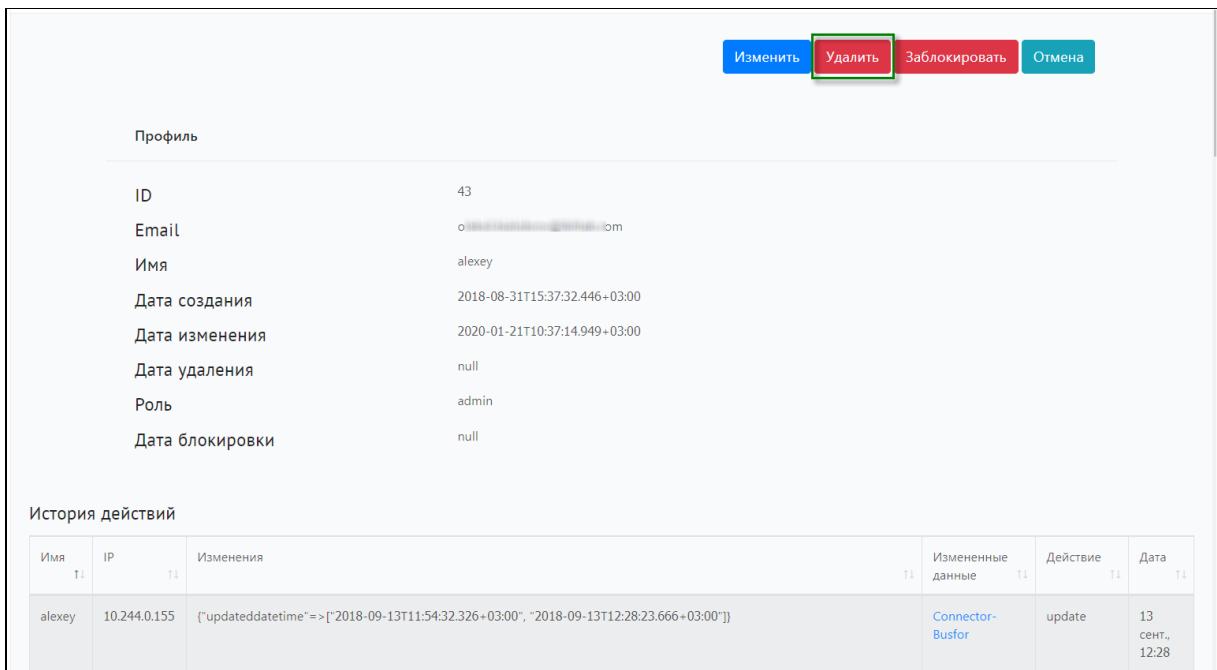 Изменить Удалить Заблокировать Отмена
Профиль
ID 43
Email
Имя alexey
Дата создания 2018-08-31T15:37:32.446+03:00
Дата изменения 2020-01-21T10:37:14.949+03:00
Дата удаления null
Роль admin
Дата блокировки null
История действий
Имя IP Изменения Измененные Действие Дата
данные
alexey 10.244.0.155 {"updateddatetime"=>["2018-09-13T11:54:32.326+03:00", "2018-09-13T12:28:23.666+03:00"]} Connector- update 13
Busfor сент.,
12:28